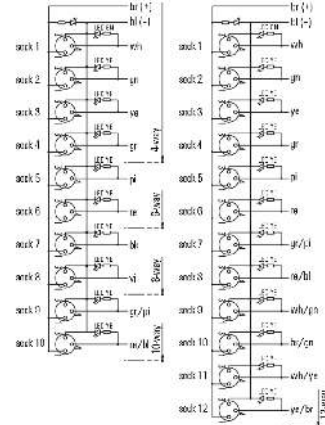 br (+)
bl (−)
sock 1 wh
sock 2 gn
sock 3 ye
sock 4 gr
4-way
sock 5 pi
sock 6 re
6-way
sock 7 bk
sock 8 vi
8-way
sock 9 gr/pi
sock 10 re/bl
10-way
br (+)
bl (−)
sock 1 wh
sock 2 gn
sock 3 ye
sock 4 gr
sock 5 pi
sock 6 re
sock 7 gr/pi
sock 8 re/bl
sock 9 wh/gn
sock 10 br/gn
sock 11 wh/ye
sock 12 ye/br
12-way